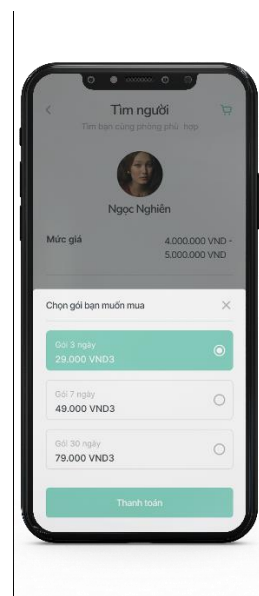 Tìm người
Tìm bạn cùng phòng phù hợp
Ngọc Nghiên
Mức giá
4.000.000 VND -
5.000.000 VND
Chọn gói bạn muốn mua
Gói 3 ngày
29.000 VND3
Gói 7 ngày
49.000 VND3
Gói 30 ngày
79.000 VND3
Thanh toán